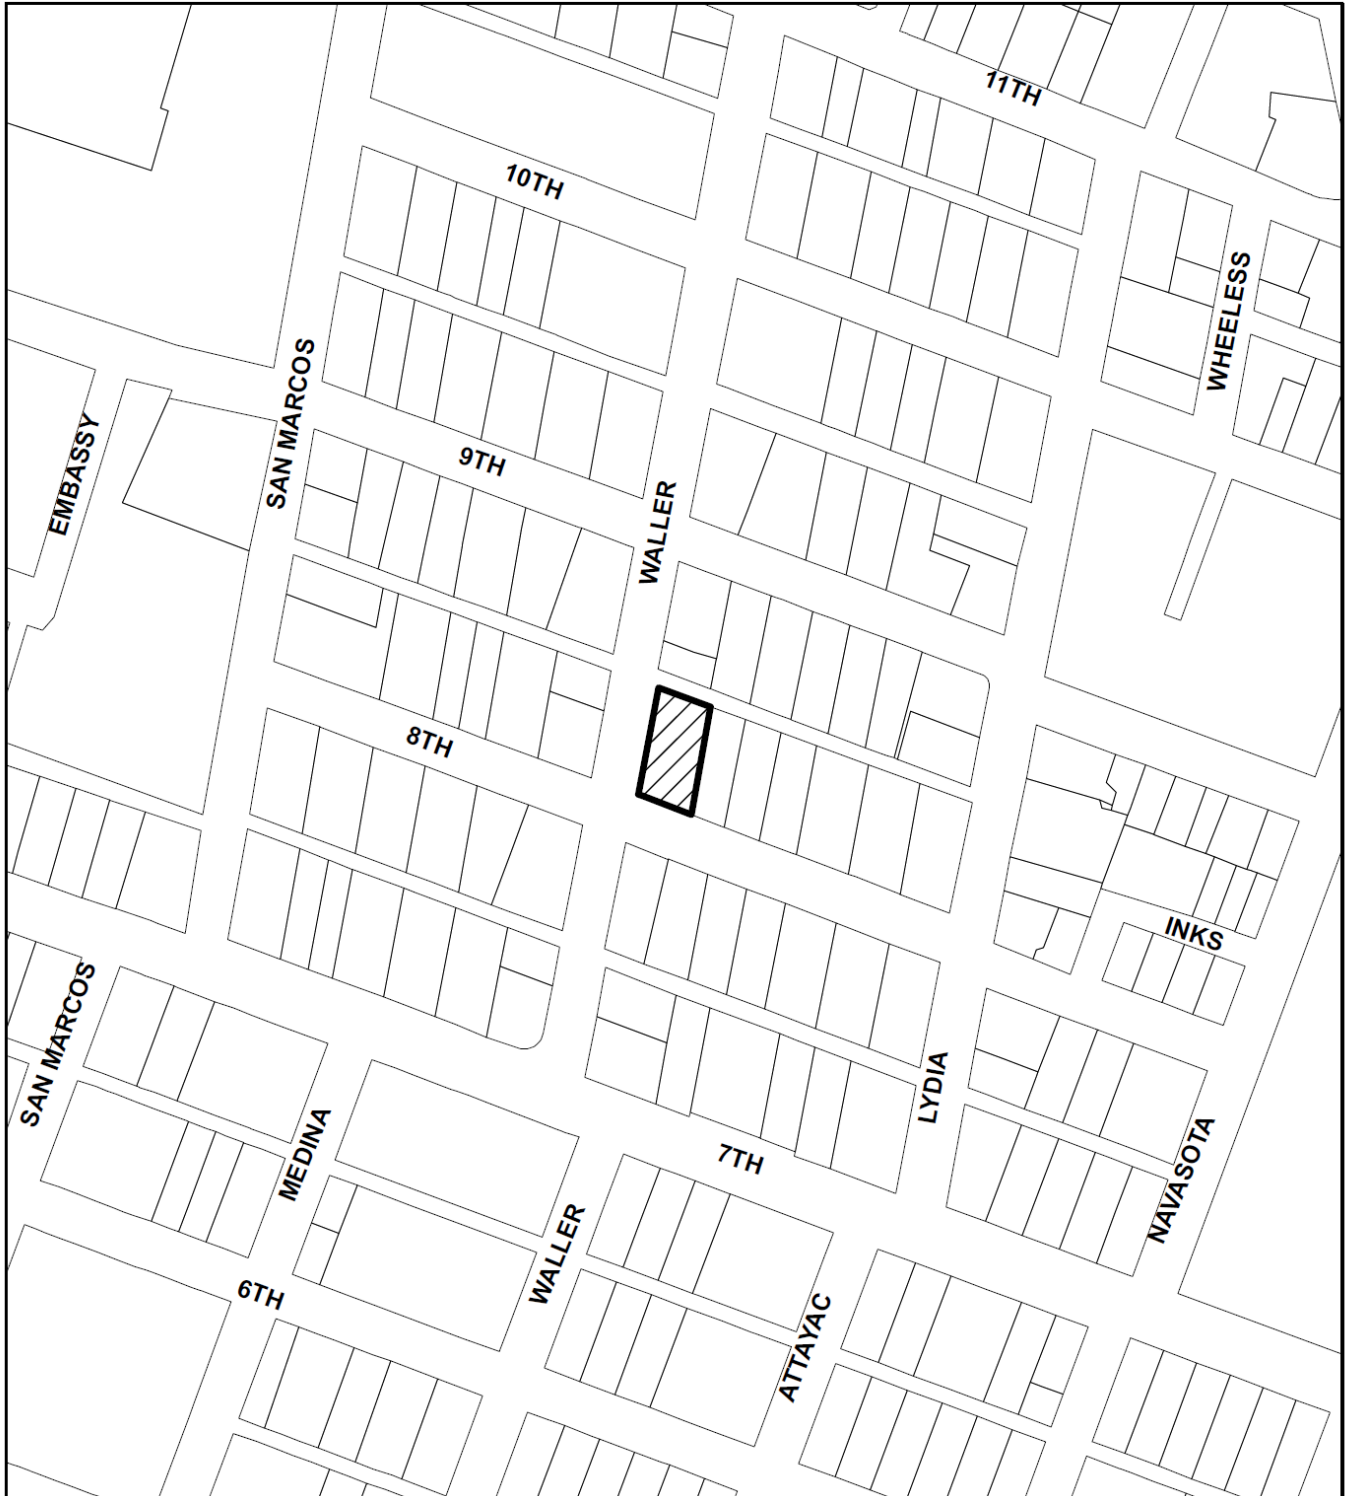 11TH
10TH
WHEELESS
SAN MARCOS
EMBASSY
9TH
WALLER
8TH
INKS
SAN MARCOS
LYDIA
MEDINA
7TH
NAVASOTA
WALLER
6TH
ATTAYAC